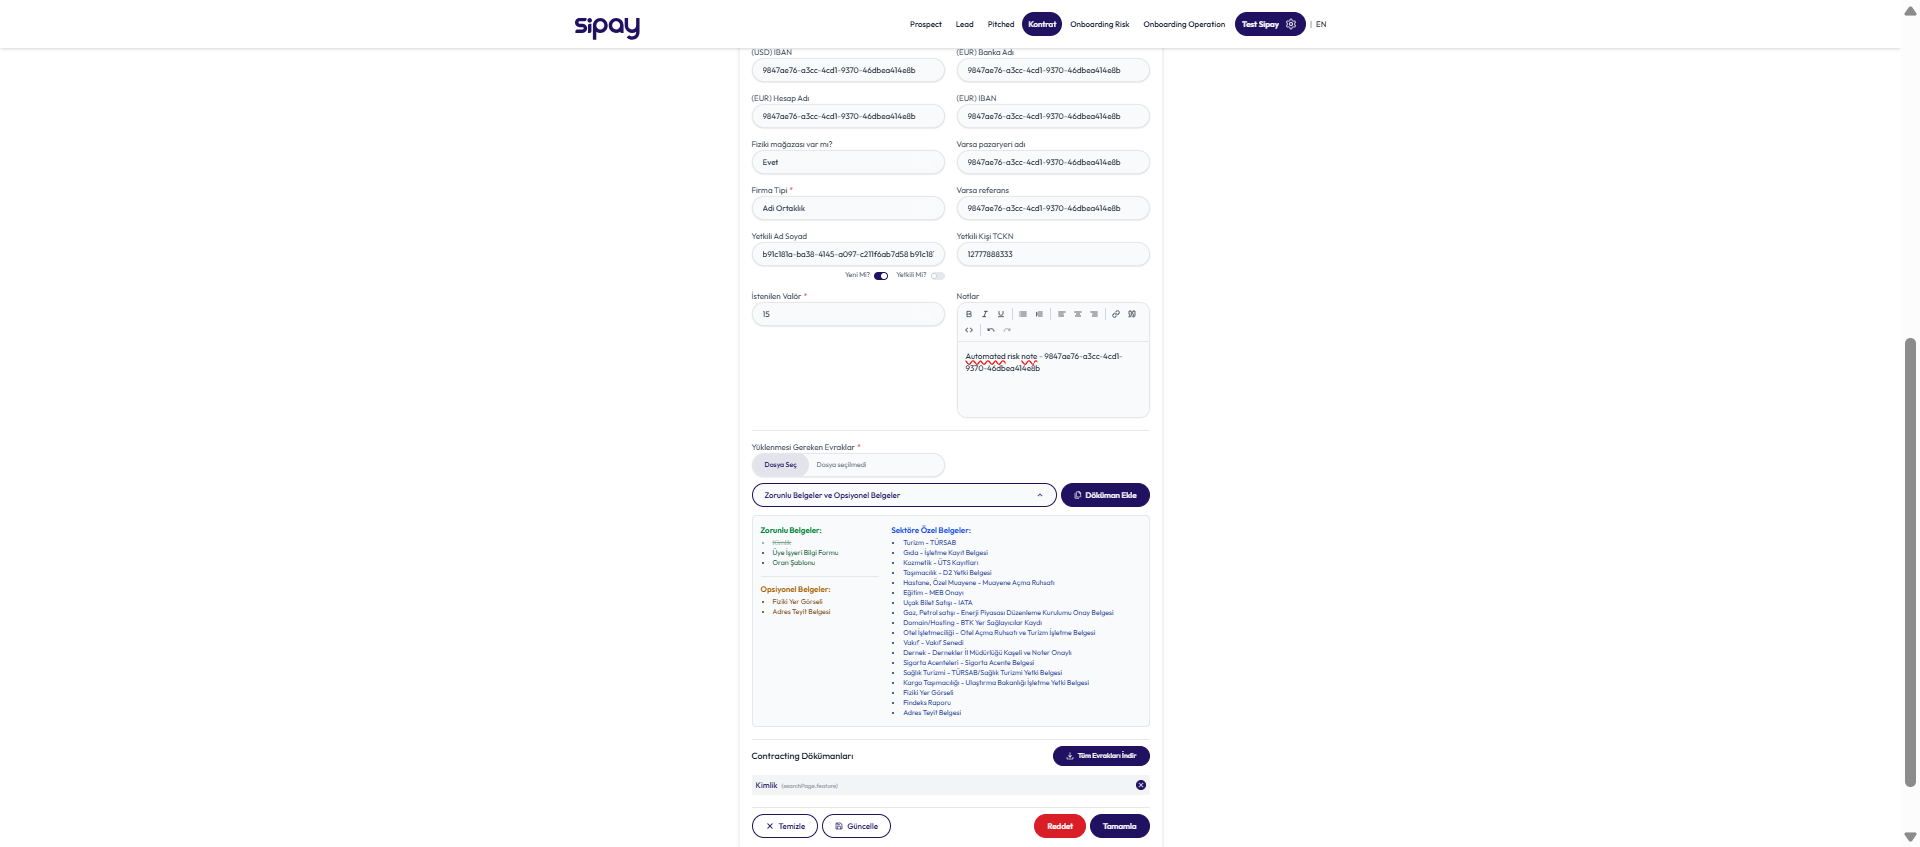 sipay
Prospect Lead Pitched Kontrat Onboarding Risk Onboarding Operation Test Sipay | EN
(USD) IBAN
9847ae76-a3cc-4cd1-9370-46dbea414e8b
(EUR) Banka Adı
9847ae76-a3cc-4cd1-9370-46dbea414e8b
(EUR) Hesap Adı
9847ae76-a3cc-4cd1-9370-46dbea414e8b
(EUR) IBAN
9847ae76-a3cc-4cd1-9370-46dbea414e8b
Fiziki mağazası var mı?
Evet
Varsa pazaryeri adı
9847ae76-a3cc-4cd1-9370-46dbea414e8b
Firma Tipi *
Adi Ortaklık
Varsa referans
9847ae76-a3cc-4cd1-9370-46dbea414e8b
Yetkili Ad Soyad
b91c181a-ba38-4145-a097-c211f6ab7d58 b91c18
Yeni Mi? Yetkili Mi?
Yetkili Kişi TCKN
12777888333
İstenilen Valör *
15
Notlar
B I U
Automated risk note - 9847ae76-a3cc-4cd1-
9370-46dbea414e8b
Yüklenmesi Gereken Evraklar *
Dosya Seç Dosya seçilmedi
Zorunlu Belgeler ve Opsiyonel Belgeler
Döküman Ekle
Zorunlu Belgeler:
Kimlik
Üye İşyeri Bilgi Formu
Oran Şablonu
Opsiyonel Belgeler:
Fiziki Yer Görseli
Adres Teyit Belgesi
Sektöre Özel Belgeler:
Turizm - TÜRSAB
Gıda - İşletme Kayıt Belgesi
Kozmetik - ÜTS Kayıtları
Taşımacılık - D2 Yetki Belgesi
Hastane, Özel Muayene - Muayene Açma Ruhsatı
Eğitim - MEB Onayı
Uçak Bilet Satışı - IATA
Gaz, Petrol satışı - Enerji Piyasası Düzenleme Kurulumu Onay Belgesi
Domain/Hosting - BTK Yer Sağlayıcılar Kaydı
Otel İşletmeciliği - Otel Açma Ruhsatı ve Turizm İşletme Belgesi
Vakıf - Vakıf Senedi
Dernek - Dernekler İl Müdürlüğü Kaşeli ve Noter Onaylı
Sigorta Acenteleri - Sigorta Acente Belgesi
Sağlık Turizmi - TÜRSAB/Sağlık Turizmi Yetki Belgesi
Kargo Taşımacılığı - Ulaştırma Bakanlığı İşletme Yetki Belgesi
Fiziki Yer Görseli
Findeks Raporu
Adres Teyit Belgesi
Contracting Dökümanları
Tüm Evrakları İndir
Kimlik (searchPage.feature)
Temizle Güncelle Reddet Tamamla